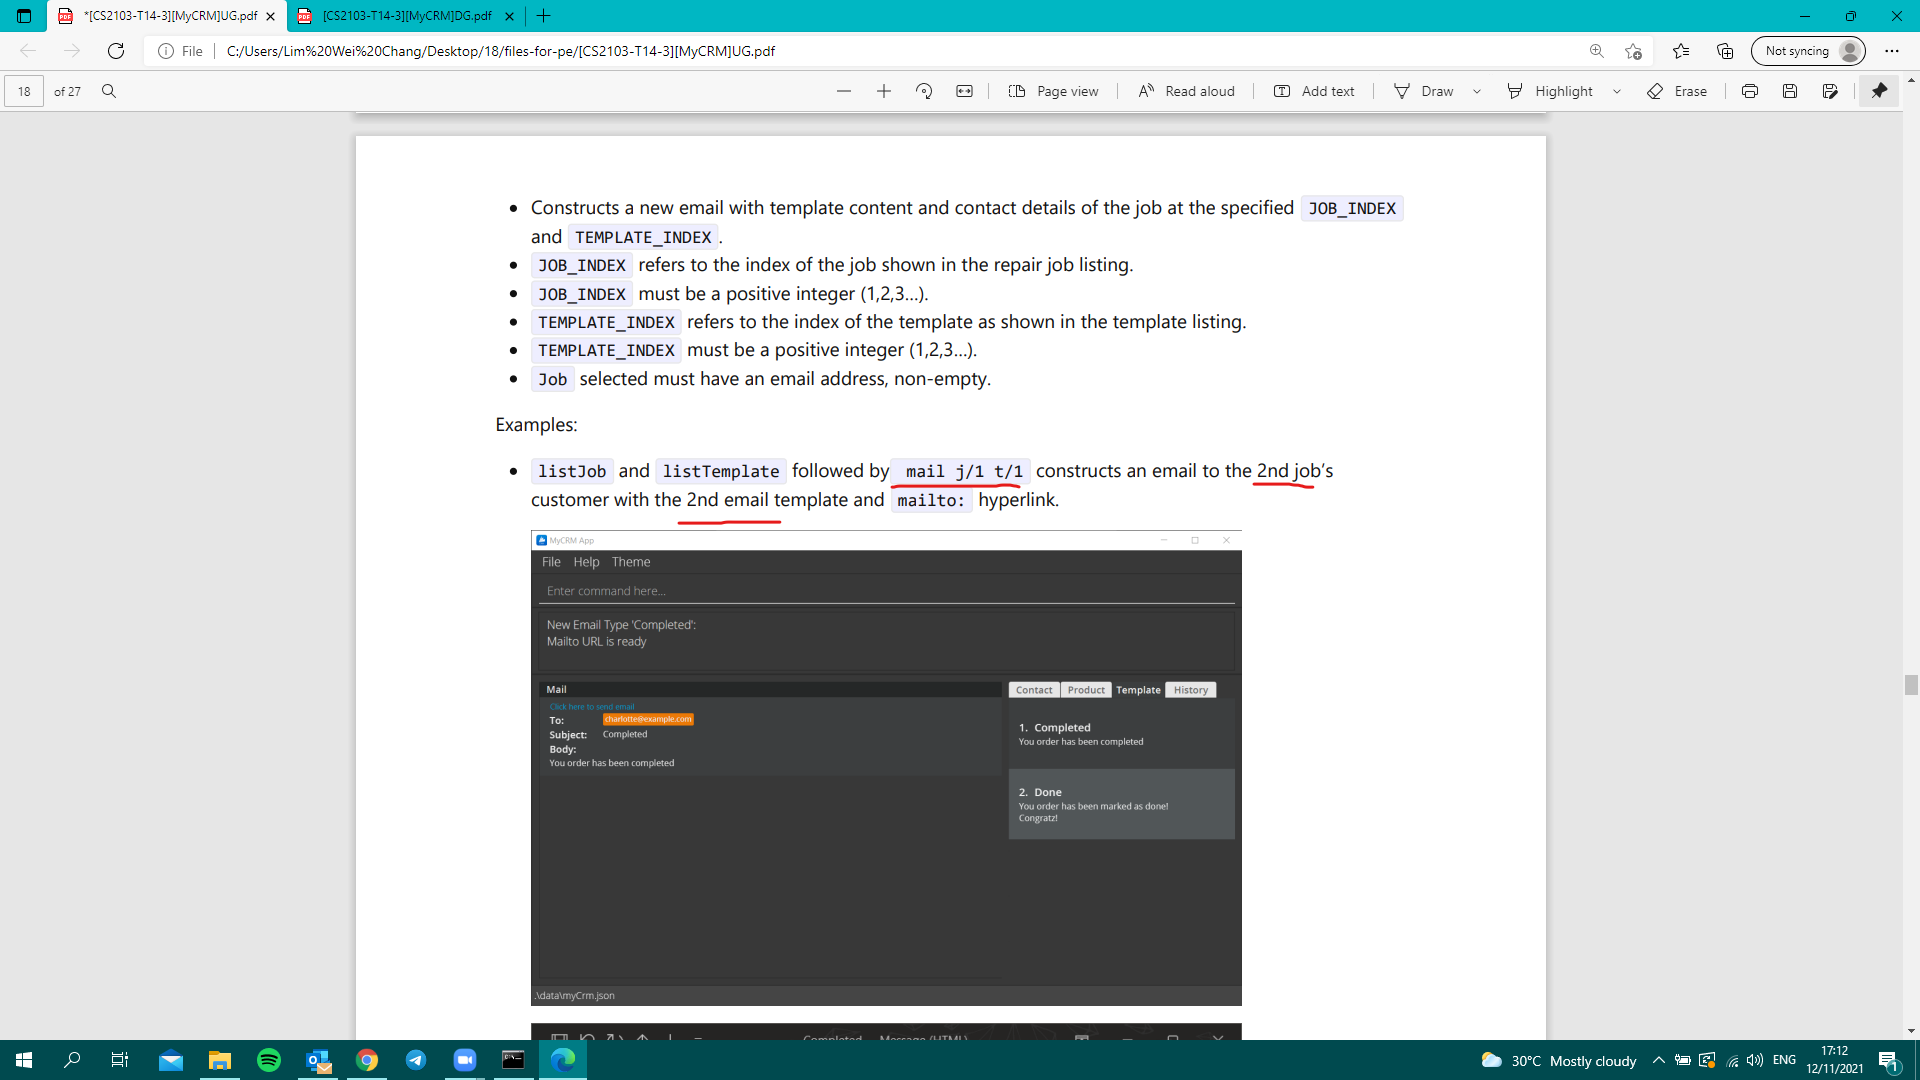 *[CS2103-T14-3][MyCRM]UG.pdf
[CS2103-T14-3][MyCRM]DG.pdf
File
C:/Users/Lim%20Wei%20Chang/Desktop/18/files-for-pe/[CS2103-T14-3][MyCRM]UG.pdf
Not syncing
18 of 27
Page view
Read aloud
Add text
Draw
Highlight
Erase
Constructs a new email with template content and contact details of the job at the specified JOB_INDEX
and TEMPLATE_INDEX.
JOB_INDEX refers to the index of the job shown in the repair job listing.
JOB_INDEX must be a positive integer (1,2,3…).
TEMPLATE_INDEX refers to the index of the template as shown in the template listing.
TEMPLATE_INDEX must be a positive integer (1,2,3…).
Job selected must have an email address, non-empty.
Examples:
listJob and listTemplate followed by mail j/1 t/1 constructs an email to the 2nd job’s
customer with the 2nd email template and mailto: hyperlink.
MyCRM App
File Help Theme
Enter command here...
New Email Type 'Completed':
Mailto URL is ready
Mail
Click here to send email
To: charlotte@example.com
Subject: Completed
Body:
You order has been completed
Contact Product Template History
1. Completed
You order has been completed
2. Done
You order has been marked as done!
Congratz!
.\data\myCrm.json
Completed Message (HTML)
30°C Mostly cloudy
ENG
17:12
12/11/2021
1